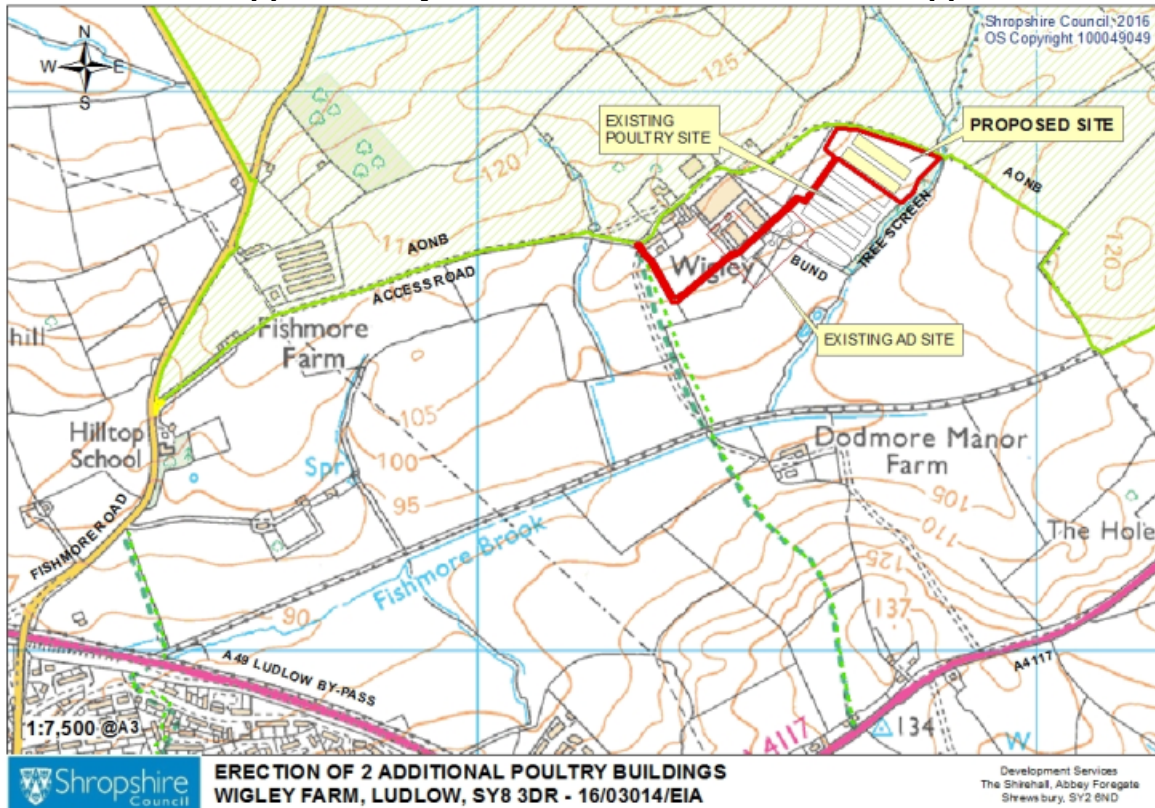 Shropshire Council, 2016
OS Copyright 100049049
N
W
E
S
125
EXISTING
POULTRY SITE
PROPOSED SITE
120
AONB
AONB
ACCESS ROAD
Wigley
BUND
TREE SCREEN
120
EXISTING AD SITE
hill
Fishmore
Farm
105
Hilltop
School
100
Spr
95
Dodmore Manor
Farm
105
110
The Hole
125
FISHMORE ROAD
Fishmore Brook
90
137
A49 LUDLOW BY-PASS
A4117
A4117
134
W
1:7,500 @A3
Shropshire
Council
ERECTION OF 2 ADDITIONAL POULTRY BUILDINGS
WIGLEY FARM, LUDLOW, SY8 3DR - 16/03014/EIA
Development Services
The Shirehall, Abbey Foregate
Shrewsbury, SY2 6ND